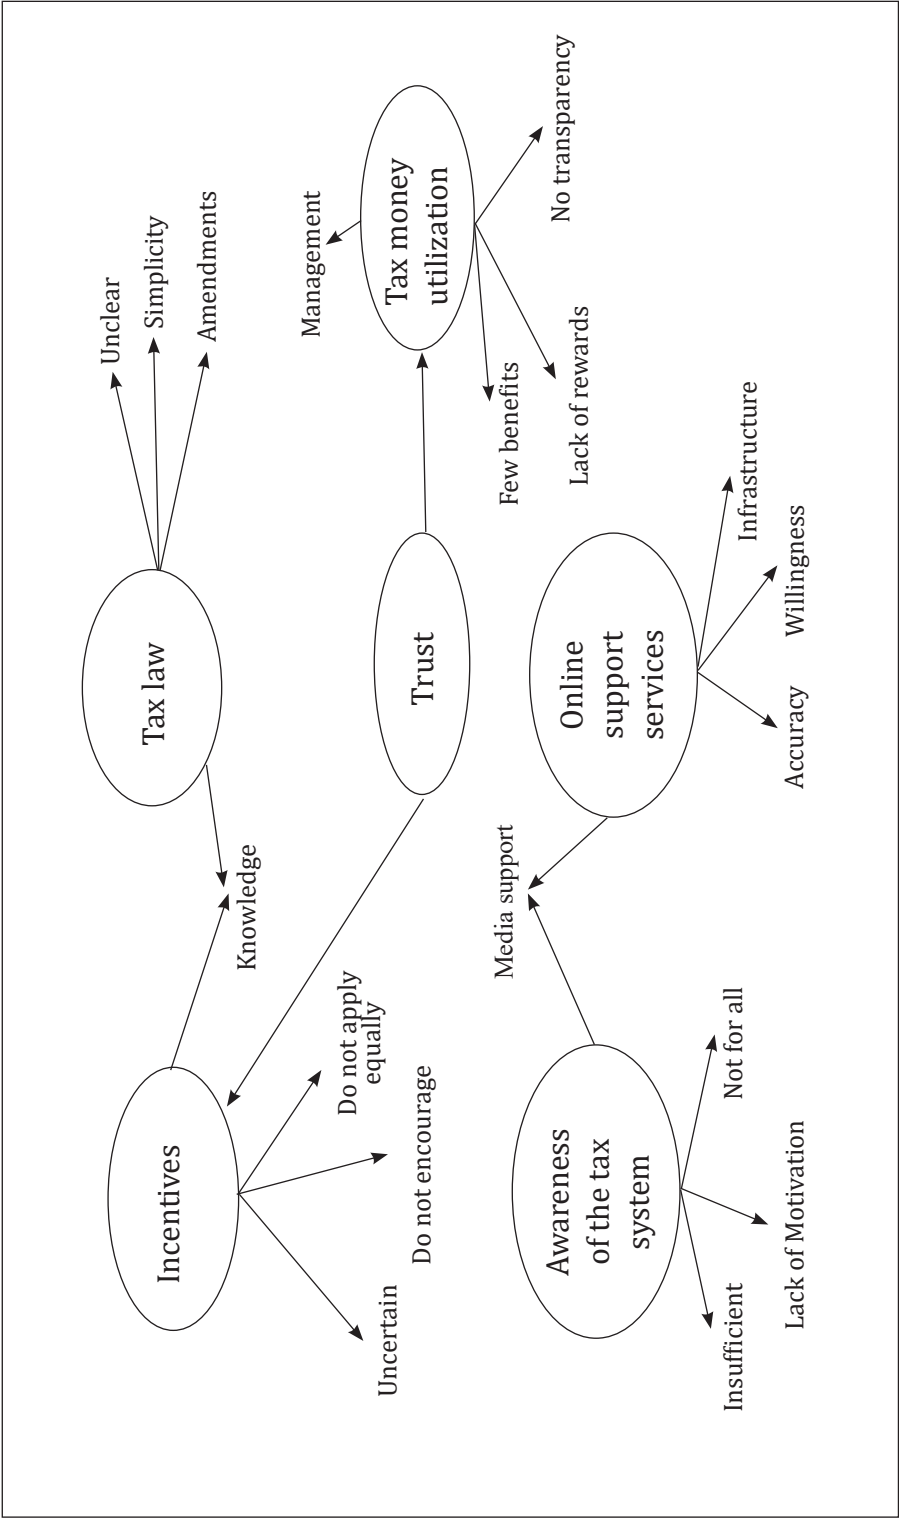 Unclear
Simplicity
Amendments
Tax law
Knowledge
Incentives
Do not apply
equally
Do not encourage
Uncertain
Management
Tax money
utilization
No transparency
Few benefits
Lack of rewards
Trust
Media support
Online
support
services
Infrastructure
Willingness
Accuracy
Awareness
of the tax
system
Not for all
Lack of Motivation
Insufficient